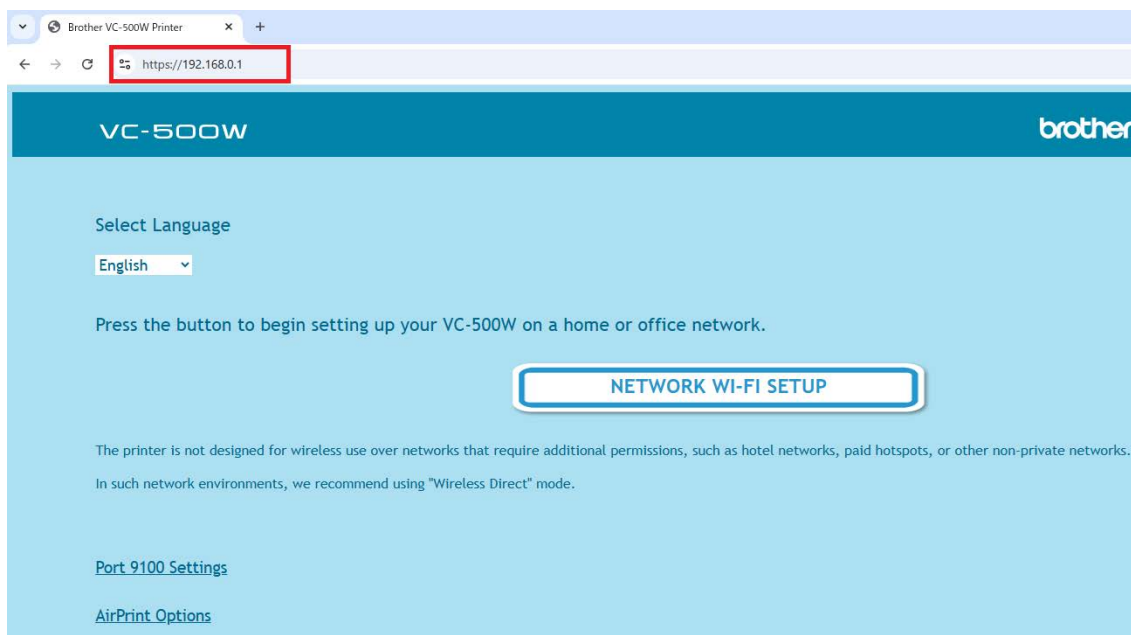 Brother VC-500W Printer
https://192.168.0.1
VC-500W
brother
Select Language
English
Press the button to begin setting up your VC-500W on a home or office network.
NETWORK WI-FI SETUP
The printer is not designed for wireless use over networks that require additional permissions, such as hotel networks, paid hotspots, or other non-private networks.
In such network environments, we recommend using "Wireless Direct" mode.
Port 9100 Settings
AirPrint Options